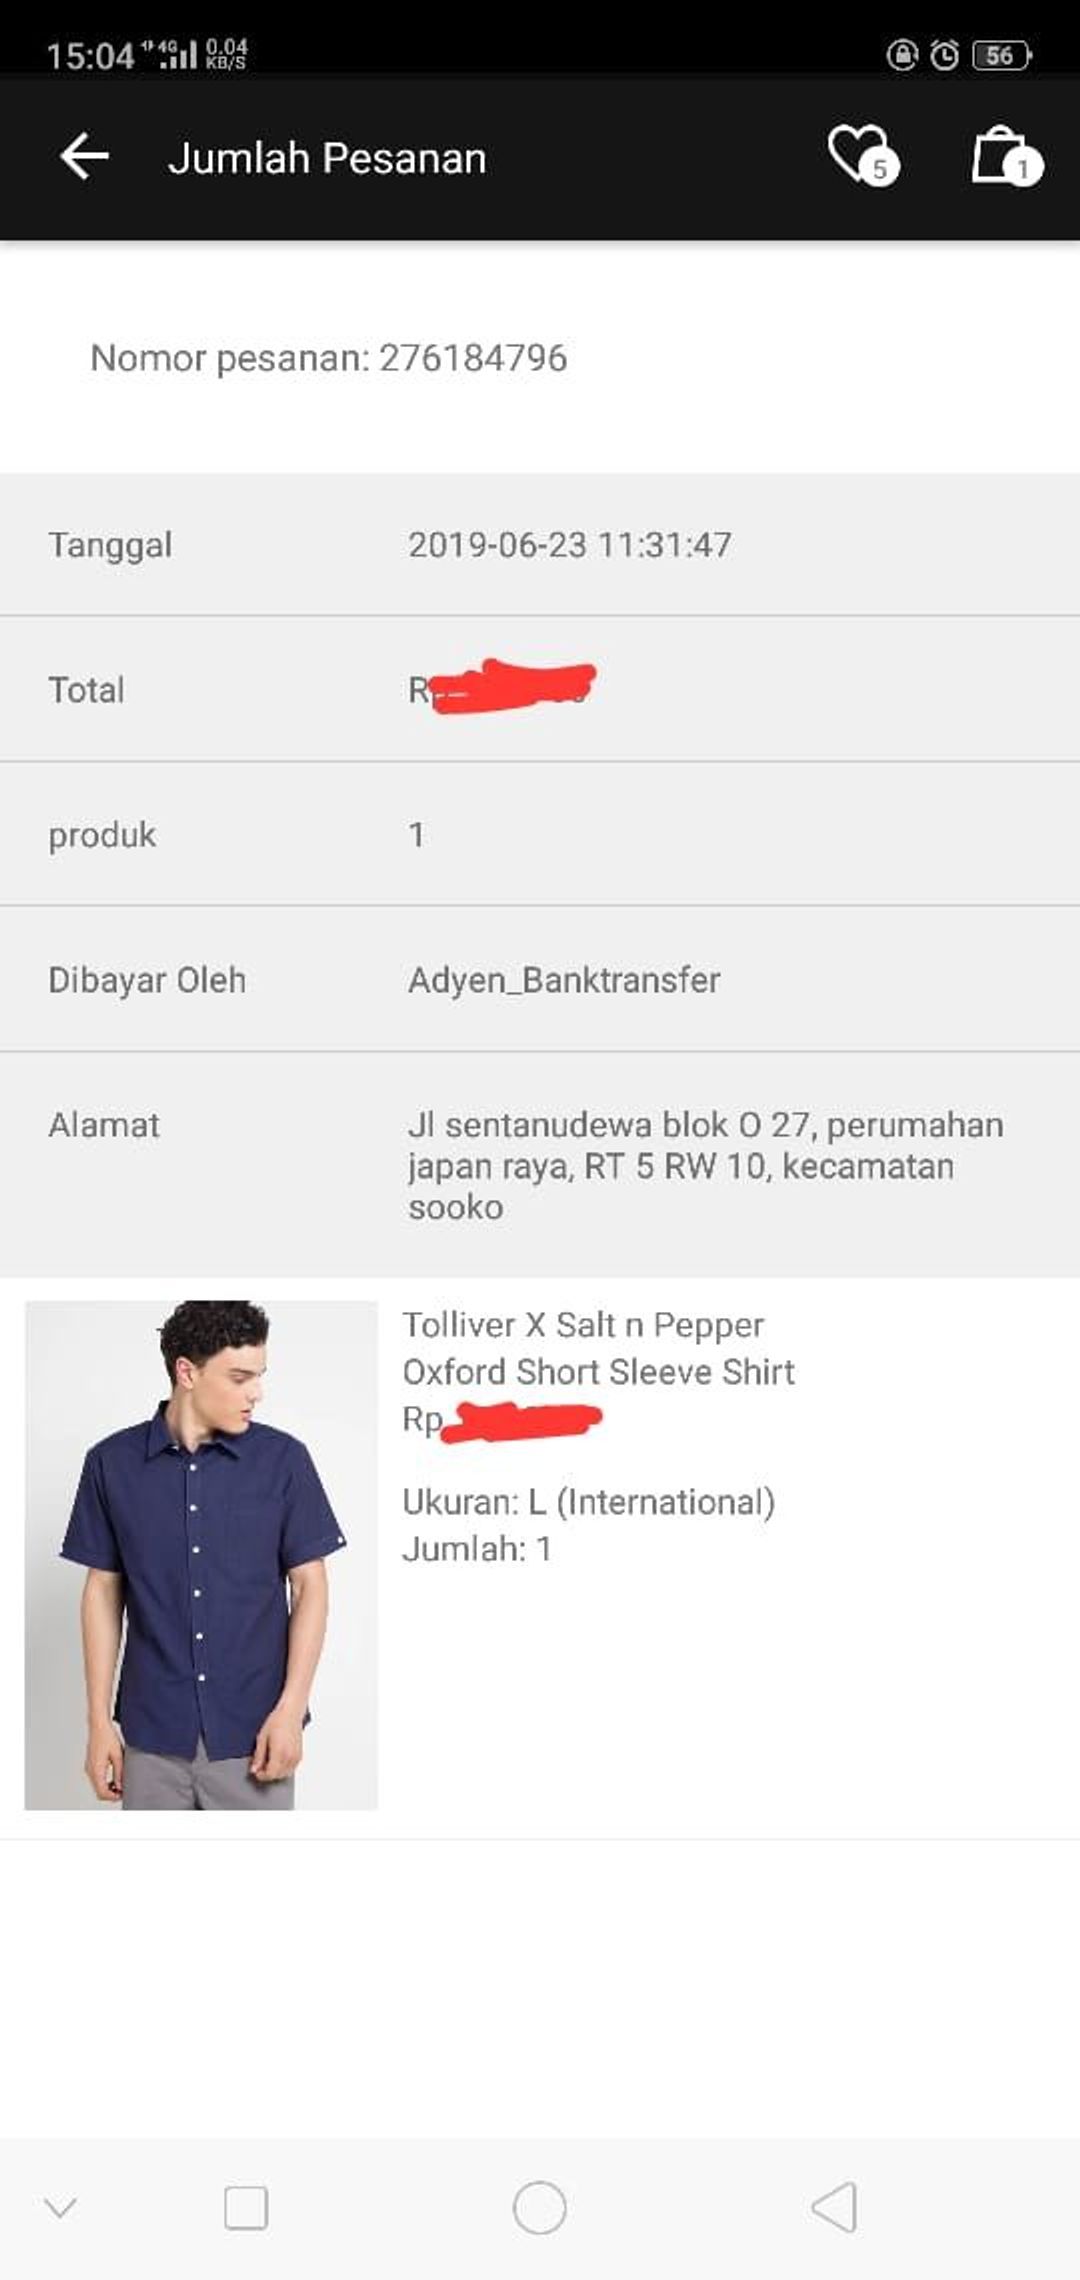 15:04 4G 0.04 KB/S 56
Jumlah Pesanan 5 1
Nomor pesanan: 276184796
Tanggal 2019-06-23 11:31:47
Total
produk 1
Dibayar Oleh Adyen_Banktransfer
Alamat Jl sentanudewa blok O 27, perumahan
japan raya, RT 5 RW 10, kecamatan
sooko
Tolliver X Salt n Pepper
Oxford Short Sleeve Shirt
Rp
Ukuran: L (International)
Jumlah: 1